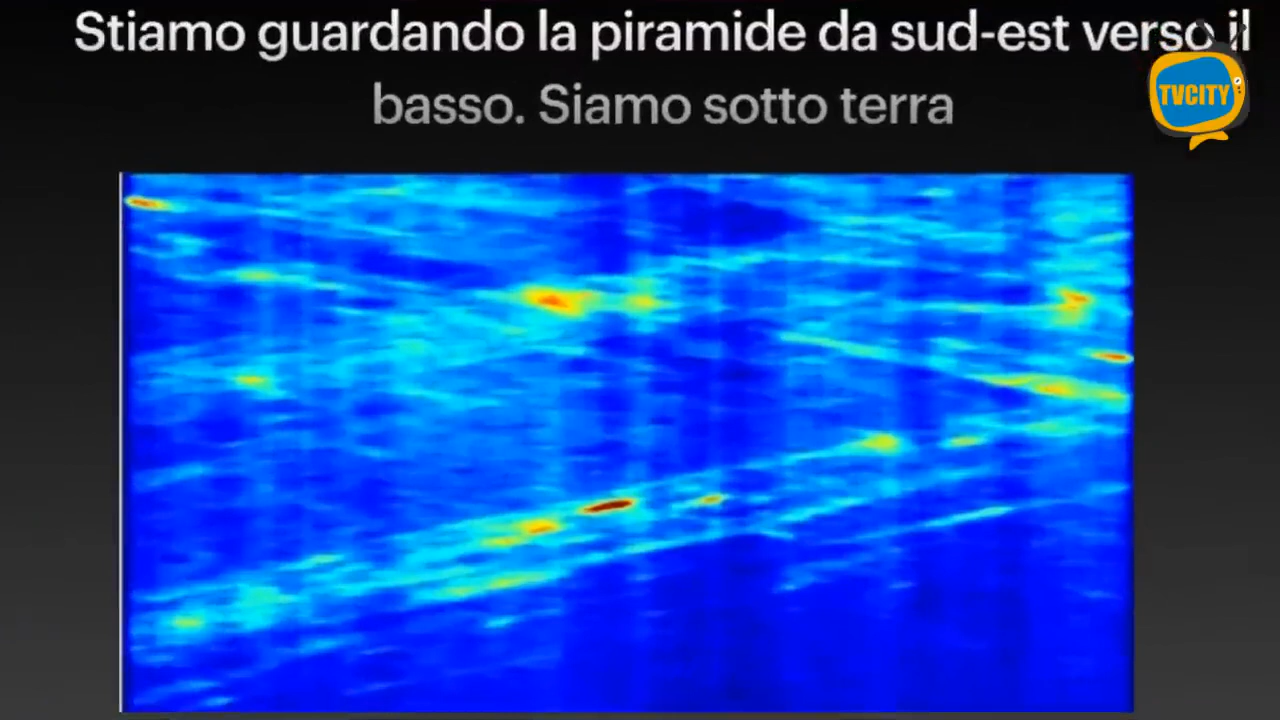 Stiamo guardando la piramide da sud-est verso il
basso. Siamo sotto terra
TVCITY